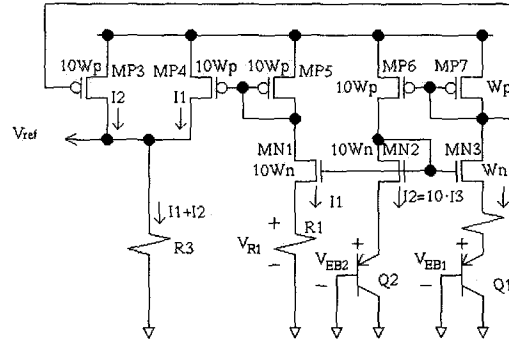 10Wp MP3 MP4 10Wp 10Wp MP5 MP6 MP7
I2 I1 10Wp Wp
Vref
MN1 10Wn MN2 MN3
10Wn Wn
I1 I2=10·I3
I1+I2 + R1 + +
R3 VR1 VEB2 VEB1
− − Q2 − Q1